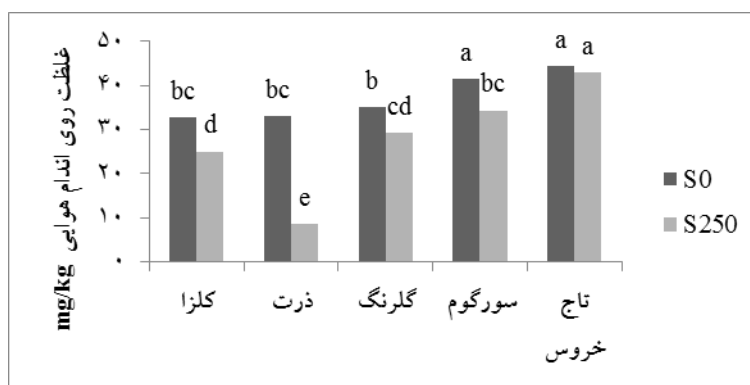 غلظت روی اندام هوایی mg/kg
۵۰
۴۰
۳۰
۲۰
۱۰
۰
bc d bc e b cd a bc a a
S0
S250
کلزا ذرت گلرنگ سورگوم تاج خروس